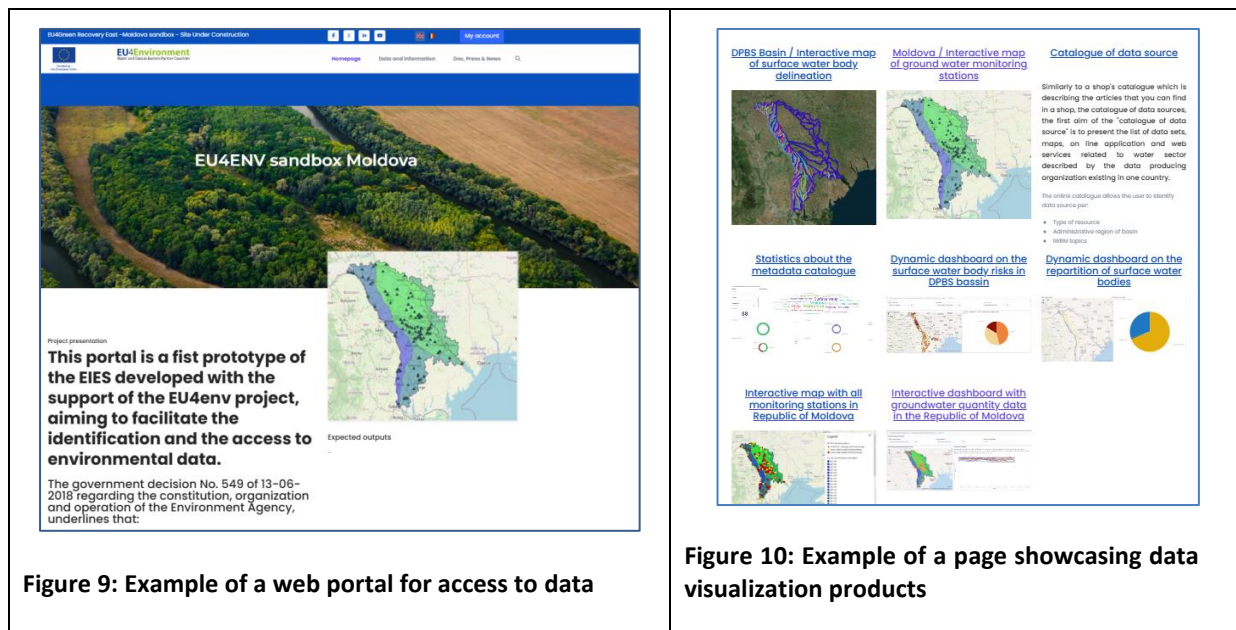 EU4Green Recovery East -Moldova sandbox - Site Under Construction
My account
EU4Environment
Homepage
Data and information
Doc, Press & News
EU4ENV sandbox Moldova
Project presentation
This portal is a fist prototype of
the EIES developed with the
support of the EU4env project,
aiming to facilitate the
identification and the access to
environmental data.
The government decision No. 549 of 13-06-
2018 regarding the constitution, organization
and operation of the Environment Agency,
underlines that:
Expected outputs
Figure 9: Example of a web portal for access to data
DPBS Basin / Interactive map
of surface water body
delineation
Moldova / Interactive map
of ground water monitoring
stations
Catalogue of data source
Similarly to a shop's catalogue which is
describing the articles that you can find
in a shop, the catalogue of data sources,
the first aim of the "catalogue of data
source" is to present the list of data sets,
maps, on line application and web
services related to water sector
described by the data producing
organization existing in one country.
The online catalogue allows the user to identify
data source per:
• Type of resource
• Administrative region of basin
• IWRM topics
Statistics about the
metadata catalogue
38
Dynamic dashboard on the
surface water body risks in
DPBS bassin
Dynamic dashboard on the
repartition of surface water
bodies
Interactive map with all
monitoring stations in
Republic of Moldova
Interactive dashboard with
groundwater quantity data
in the Republic of Moldova
Figure 10: Example of a page showcasing data
visualization products